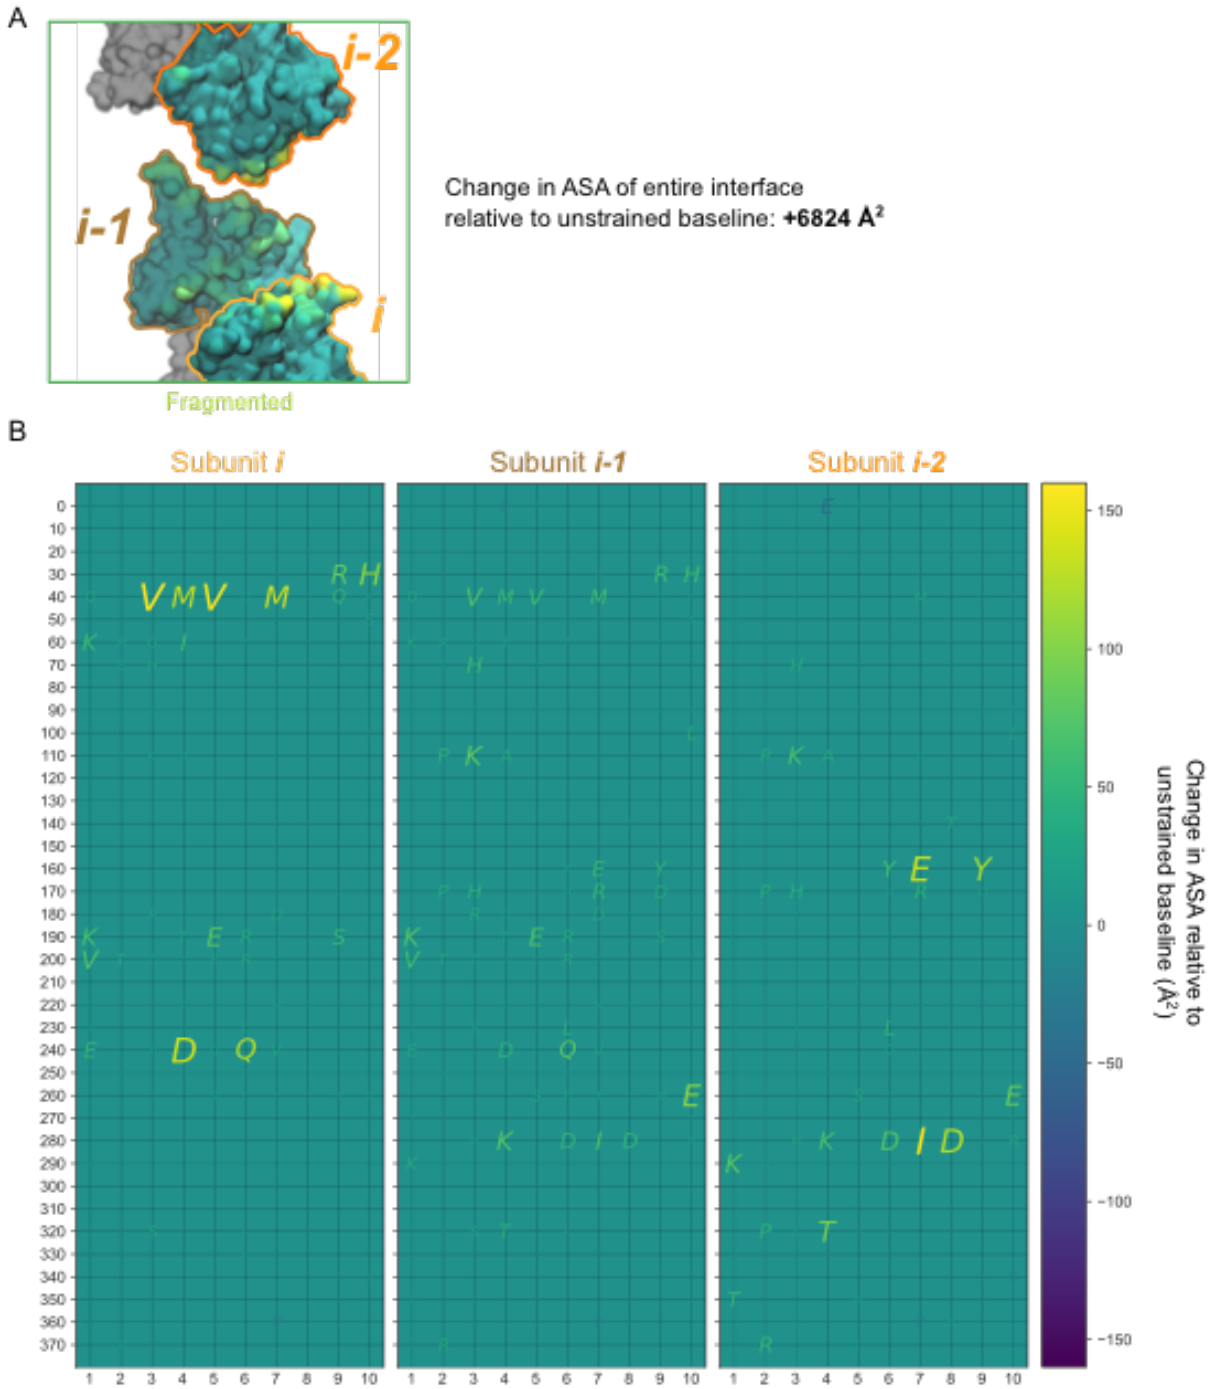 A
i-2
i-1
i
Fragmented
Change in ASA of entire interface
relative to unstrained baseline: +6824 Å²
B
Subunit i
Subunit i-1
Subunit i-2
0
10
20
30
40
50
60
70
80
90
100
110
120
130
140
150
160
170
180
190
200
210
220
230
240
260
270
280
290
300
310
320
330
340
350
360
370
R H
V M V M Q
K I
K E R S
V
E D Q
1 2 3 4 5 6 7 8 9 10
R H
V M V M
H
P K A
E Y
P H R D
R
K E R
V
L
D Q
E
K D I D
K
T
1 2 3 4 5 6 7 8 9 10
E
H
P K A
Y E Y
P H R
L
E
K D I D
K
P T
T
R
1 2 3 4 5 6 7 8 9 10
150
100
50
0
−50
−100
−150
Change in ASA relative to
unstrained baseline (Å²)